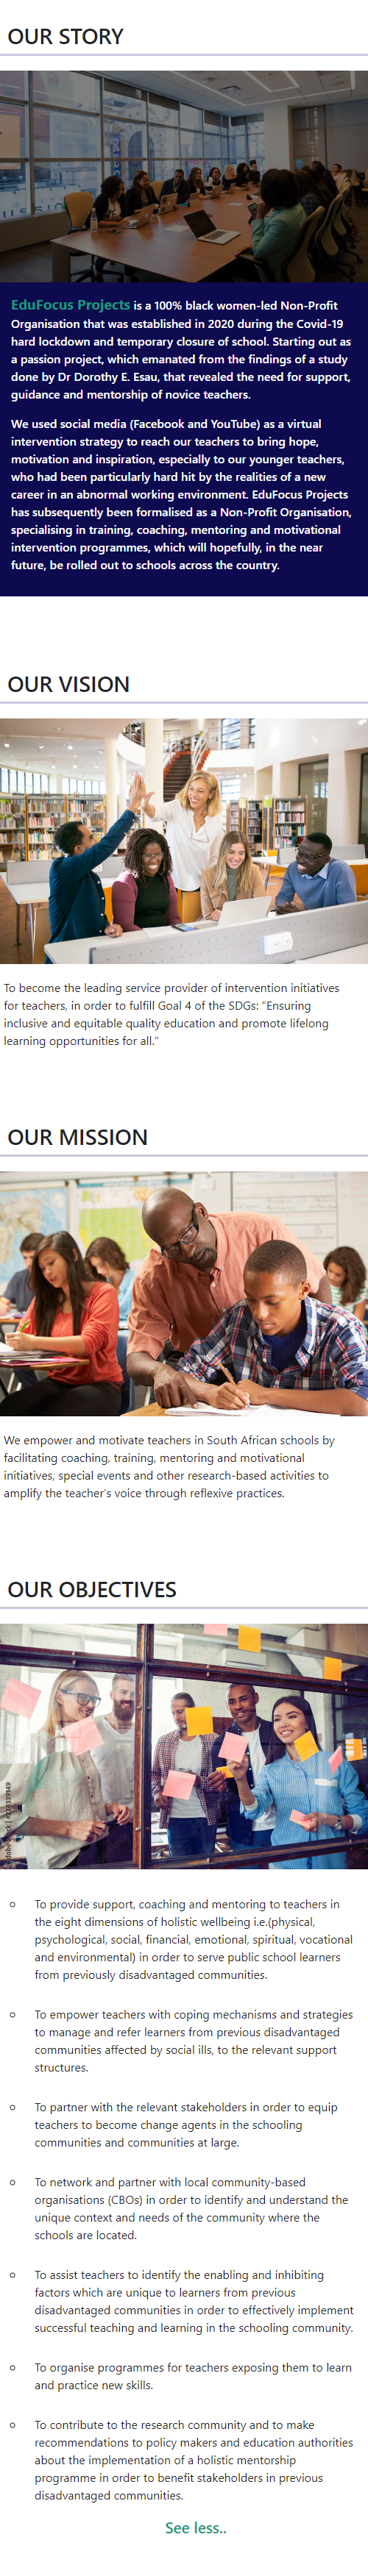 OUR STORY
EduFocus Projects is a 100% black women-led Non-Profit
Organisation that was established in 2020 during the Covid-19
hard lockdown and temporary closure of school. Starting out as
a passion project, which emanated from the findings of a study
done by Dr Dorothy E. Esau, that revealed the need for support,
guidance and mentorship of novice teachers.
We used social media (Facebook and YouTube) as a virtual
intervention strategy to reach our teachers to bring hope,
motivation and inspiration, especially to our younger teachers,
who had been particularly hard hit by the realities of a new
career in an abnormal working environment. EduFocus Projects
has subsequently been formalised as a Non-Profit Organisation,
specialising in training, coaching, mentoring and motivational
intervention programmes, which will hopefully, in the near
future, be rolled out to schools across the country.
OUR VISION
To become the leading service provider of intervention initiatives
for teachers, in order to fulfill Goal 4 of the SDGs: "Ensuring
inclusive and equitable quality education and promote lifelong
learning opportunities for all."
OUR MISSION
We empower and motivate teachers in South African schools by
facilitating coaching, training, mentoring and motivational
initiatives, special events and other research-based activities to
amplify the teacher's voice through reflexive practices.
OUR OBJECTIVES
To provide support, coaching and mentoring to teachers in
the eight dimensions of holistic wellbeing i.e.(physical,
psychological, social, financial, emotional, spiritual, vocational
and environmental) in order to serve public school learners
from previously disadvantaged communities.
To empower teachers with coping mechanisms and strategies
to manage and refer learners from previous disadvantaged
communities affected by social ills, to the relevant support
structures.
To partner with the relevant stakeholders in order to equip
teachers to become change agents in the schooling
communities and communities at large.
To network and partner with local community-based
organisations (CBOs) in order to identify and understand the
unique context and needs of the community where the
schools are located.
To assist teachers to identify the enabling and inhibiting
factors which are unique to learners from previous
disadvantaged communities in order to effectively implement
successful teaching and learning in the schooling community.
To organise programmes for teachers exposing them to learn
and practice new skills.
To contribute to the research community and to make
recommendations to policy makers and education authorities
about the implementation of a holistic mentorship
programme in order to benefit stakeholders in previous
disadvantaged communities.
See less..